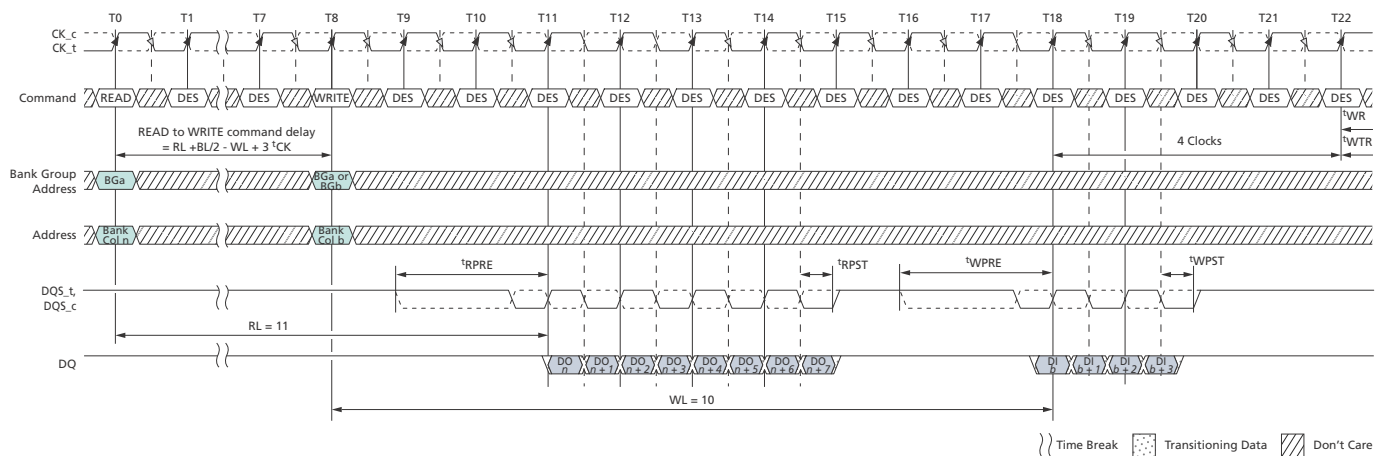 T0 T1 T7 T8 T9 T10 T11 T12 T13 T14 T15 T16 T17 T18 T19 T20 T21 T22
CK_c
CK_t
Command READ DES DES WRITE DES DES DES DES DES DES DES DES DES DES DES DES DES DES
tWR
READ to WRITE command delay
= RL +BL/2 - WL + 3 tCK
4 Clocks
tWTR
Bank Group
Address
BGa
BGa or
BGb
Address
Bank
Col n
Bank
Col b
tRPRE tRPST tWPRE tWPST
DQS_t,
DQS_c
RL = 11
DQ
DO
n
DO
n + 1
DO
n + 2
DO
n + 3
DO
n + 4
DO
n + 5
DO
n + 6
DO
n + 7
DI
b
DI
b + 1
DI
b + 2
DI
b + 3
WL = 10
Time Break Transitioning Data Don't Care